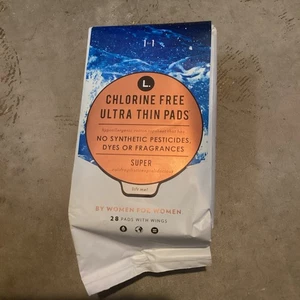 L.
CHLORINE FREE
ULTRA THIN PADS
NO SYNTHETIC PESTICIDES,
DYES OR FRAGRANCES
SUPER
BY WOMEN FOR WOMEN
28 PADS WITH WINGS